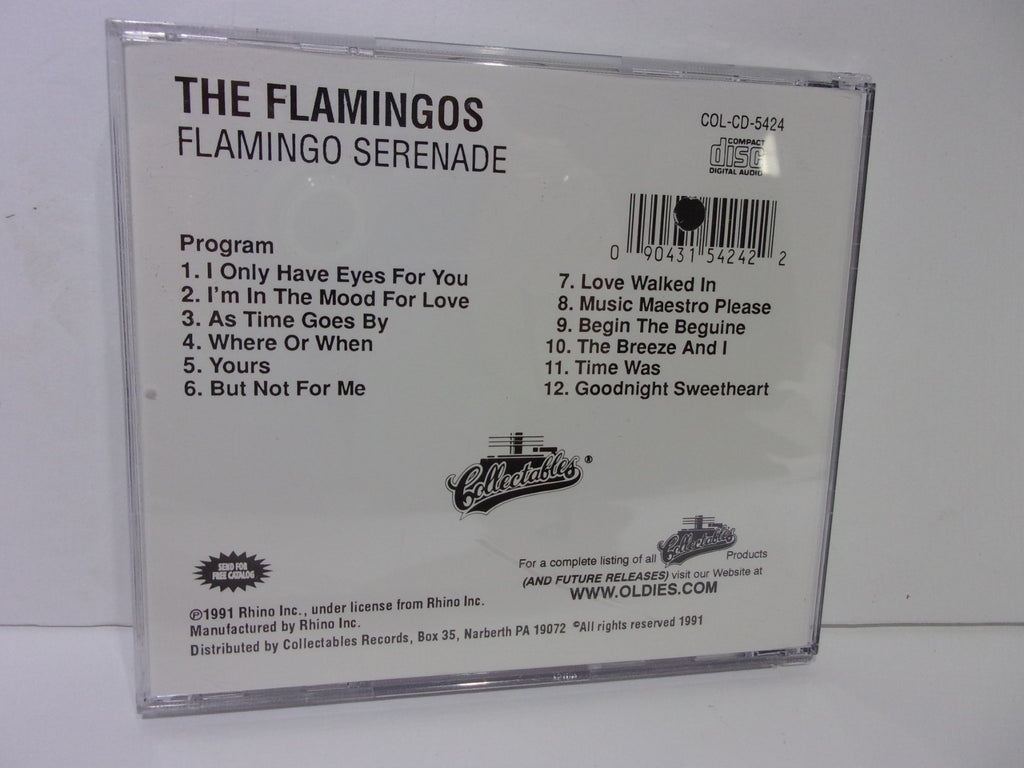 THE FLAMINGOS
FLAMINGO SERENADE
COL-CD-5424
COMPACT
disc
DIGITAL AUDIO
0 90431 54242 2
Program
1. I Only Have Eyes For You
2. I'm In The Mood For Love
3. As Time Goes By
4. Where Or When
5. Yours
6. But Not For Me
7. Love Walked In
8. Music Maestro Please
9. Begin The Beguine
10. The Breeze And I
11. Time Was
12. Goodnight Sweetheart
Collectables®
SEND FOR
FREE CATALOG
For a complete listing of all Collectables Products
(AND FUTURE RELEASES) visit our Website at
WWW.OLDIES.COM
℗1991 Rhino Inc., under license from Rhino Inc.
Manufactured by Rhino Inc.
Distributed by Collectables Records, Box 35, Narberth PA 19072 ©All rights reserved 1991